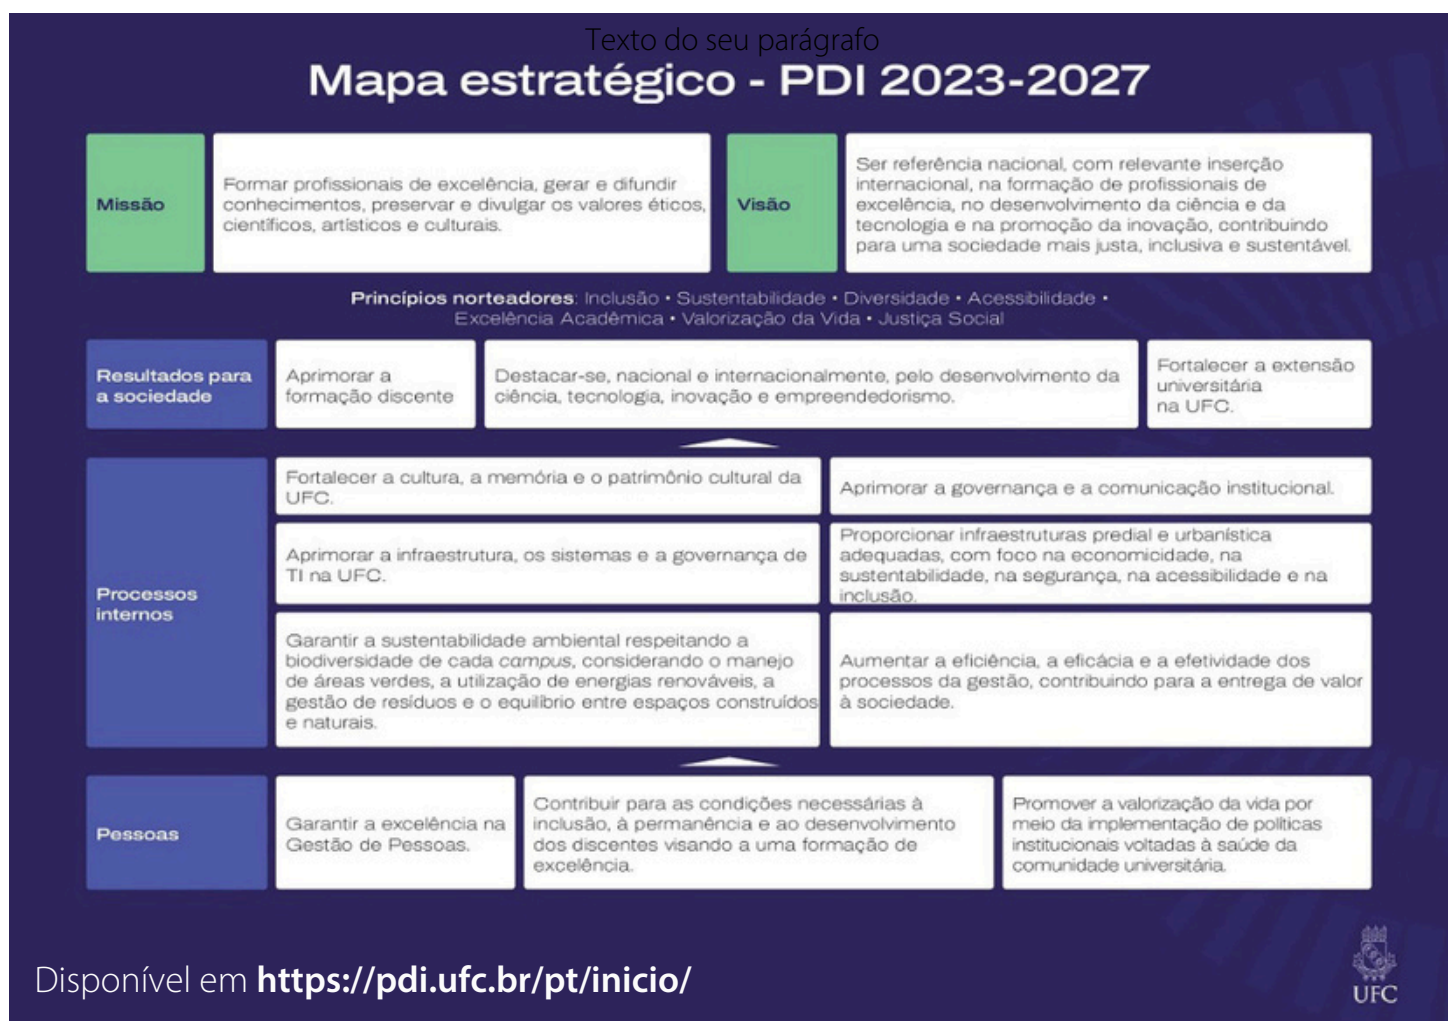 Texto do seu parágrafo
Mapa estratégico - PDI 2023-2027
Missão
Formar profissionais de excelência, gerar e difundir
conhecimentos, preservar e divulgar os valores éticos,
científicos, artísticos e culturais.
Visão
Ser referência nacional, com relevante inserção
internacional, na formação de profissionais de
excelência, no desenvolvimento da ciência e da
tecnologia e na promoção da inovação, contribuindo
para uma sociedade mais justa, inclusiva e sustentável.
Princípios norteadores: Inclusão • Sustentabilidade • Diversidade • Acessibilidade •
Excelência Acadêmica • Valorização da Vida • Justiça Social
Resultados para
a sociedade
Aprimorar a
formação discente
Destacar-se, nacional e internacionalmente, pelo desenvolvimento da
ciência, tecnologia, inovação e empreendedorismo.
Fortalecer a extensão
universitária
na UFC.
Processos
internos
Fortalecer a cultura, a memória e o patrimônio cultural da
UFC.
Aprimorar a governança e a comunicação institucional.
Aprimorar a infraestrutura, os sistemas e a governança de
TI na UFC.
Proporcionar infraestruturas predial e urbanística
adequadas, com foco na economicidade, na
sustentabilidade, na segurança, na acessibilidade e na
inclusão.
Garantir a sustentabilidade ambiental respeitando a
biodiversidade de cada campus, considerando o manejo
de áreas verdes, a utilização de energias renováveis, a
gestão de resíduos e o equilíbrio entre espaços construídos
e naturais.
Aumentar a eficiência, a eficácia e a efetividade dos
processos da gestão, contribuindo para a entrega de valor
à sociedade.
Pessoas
Garantir a excelência na
Gestão de Pessoas.
Contribuir para as condições necessárias à
inclusão, à permanência e ao desenvolvimento
dos discentes visando a uma formação de
excelência.
Promover a valorização da vida por
meio da implementação de políticas
institucionais voltadas à saúde da
comunidade universitária.
Disponível em https://pdi.ufc.br/pt/inicio/
UFC